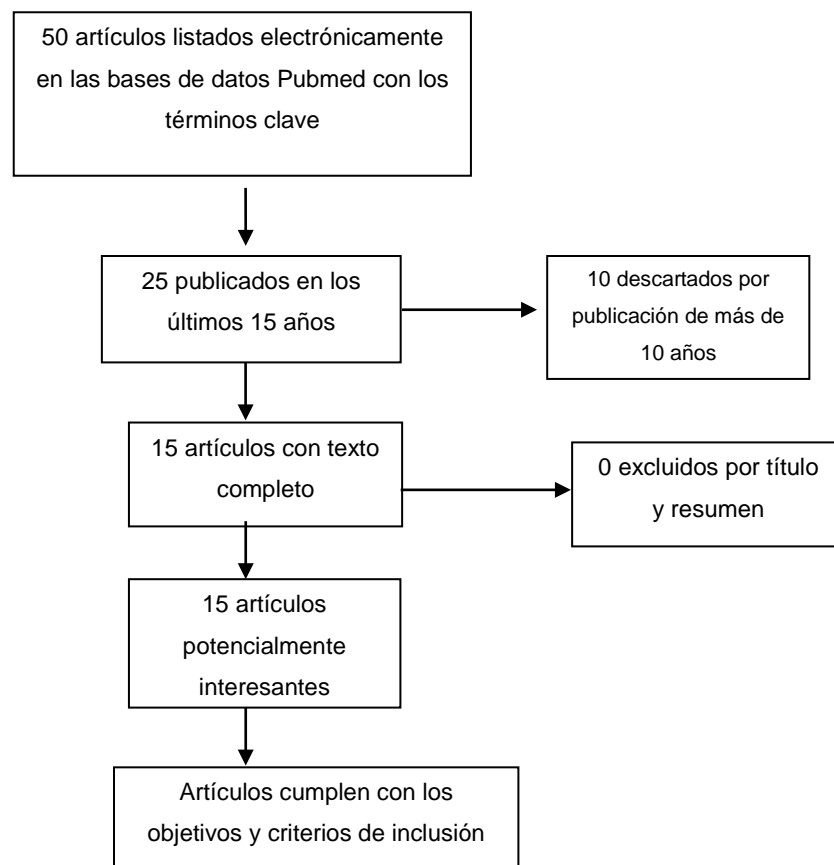 50 artículos listados electrónicamente
en las bases de datos Pubmed con los
términos clave
25 publicados en los
últimos 15 años
10 descartados por
publicación de más de
10 años
15 artículos con texto
completo
0 excluidos por título
y resumen
15 artículos
potencialmente
interesantes
Artículos cumplen con los
objetivos y criterios de inclusión